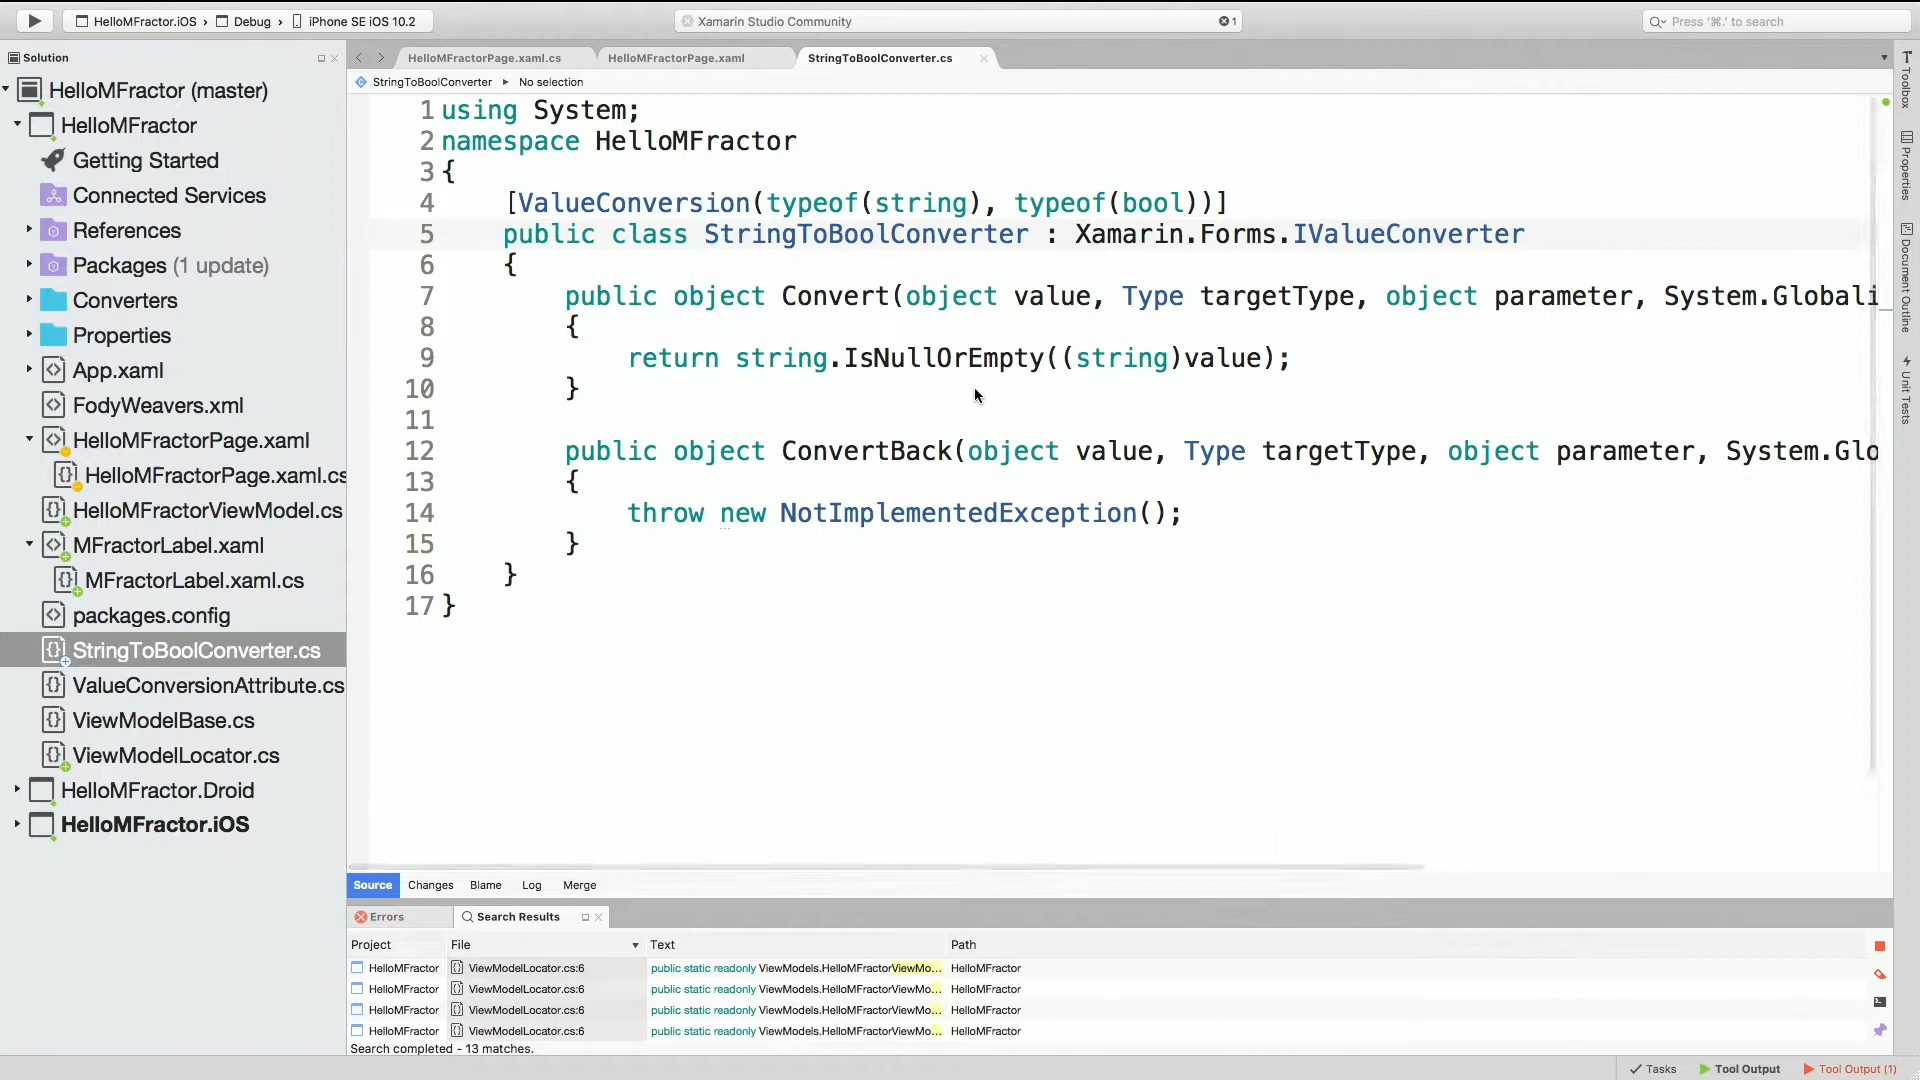 HelloMFractor.iOS › Debug › iPhone SE iOS 10.2
Xamarin Studio Community
1
Press '⌘.' to search
Solution
HelloMFractorPage.xaml.cs
HelloMFractorPage.xaml
StringToBoolConverter.cs
StringToBoolConverter ▸ No selection
HelloMFractor (master)
HelloMFractor
Getting Started
Connected Services
References
Packages (1 update)
Converters
Properties
App.xaml
FodyWeavers.xml
HelloMFractorPage.xaml
HelloMFractorPage.xaml.cs
HelloMFractorViewModel.cs
MFractorLabel.xaml
MFractorLabel.xaml.cs
packages.config
StringToBoolConverter.cs
ValueConversionAttribute.cs
ViewModelBase.cs
ViewModelLocator.cs
HelloMFractor.Droid
HelloMFractor.iOS
1 using System;
2 namespace HelloMFractor
3 {
4 [ValueConversion(typeof(string), typeof(bool))]
5 public class StringToBoolConverter : Xamarin.Forms.IValueConverter
6 {
7 public object Convert(object value, Type targetType, object parameter, System.Globali
8 {
9 return string.IsNullOrEmpty((string)value);
10 }
11
12 public object ConvertBack(object value, Type targetType, object parameter, System.Glo
13 {
14 throw new NotImplementedException();
15 }
16 }
17 }
Toolbox
Properties
Document Outline
Unit Tests
Source Changes Blame Log Merge
Errors Search Results
Project File Text Path
HelloMFractor ViewModelLocator.cs:6 public static readonly ViewModels.HelloMFractorViewMo... HelloMFractor
HelloMFractor ViewModelLocator.cs:6 public static readonly ViewModels.HelloMFractorViewMo... HelloMFractor
HelloMFractor ViewModelLocator.cs:6 public static readonly ViewModels.HelloMFractorViewMo... HelloMFractor
HelloMFractor ViewModelLocator.cs:6 public static readonly ViewModels.HelloMFractorViewMo... HelloMFractor
Search completed - 13 matches.
Tasks Tool Output Tool Output (1)